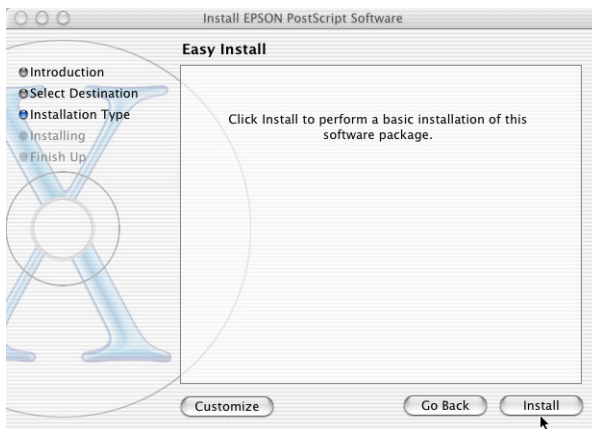 Install EPSON PostScript Software
Easy Install
Introduction
Select Destination
Installation Type
Installing
Finish Up
Click Install to perform a basic installation of this
software package.
Customize
Go Back
Install